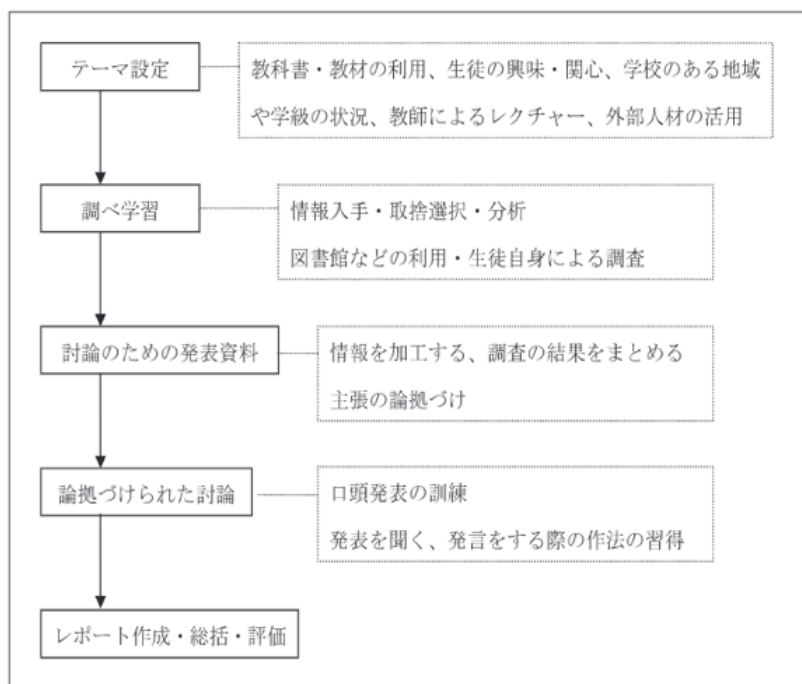 テーマ設定
教科書・教材の利用、生徒の興味・関心、学校のある地域
や学級の状況、教師によるレクチャー、外部人材の活用
調べ学習
情報入手・取捨選択・分析
図書館などの利用・生徒自身による調査
討論のための発表資料
情報を加工する、調査の結果をまとめる
主張の論拠づけ
論拠づけられた討論
口頭発表の訓練
発表を聞く、発言をする際の作法の習得
レポート作成・総括・評価